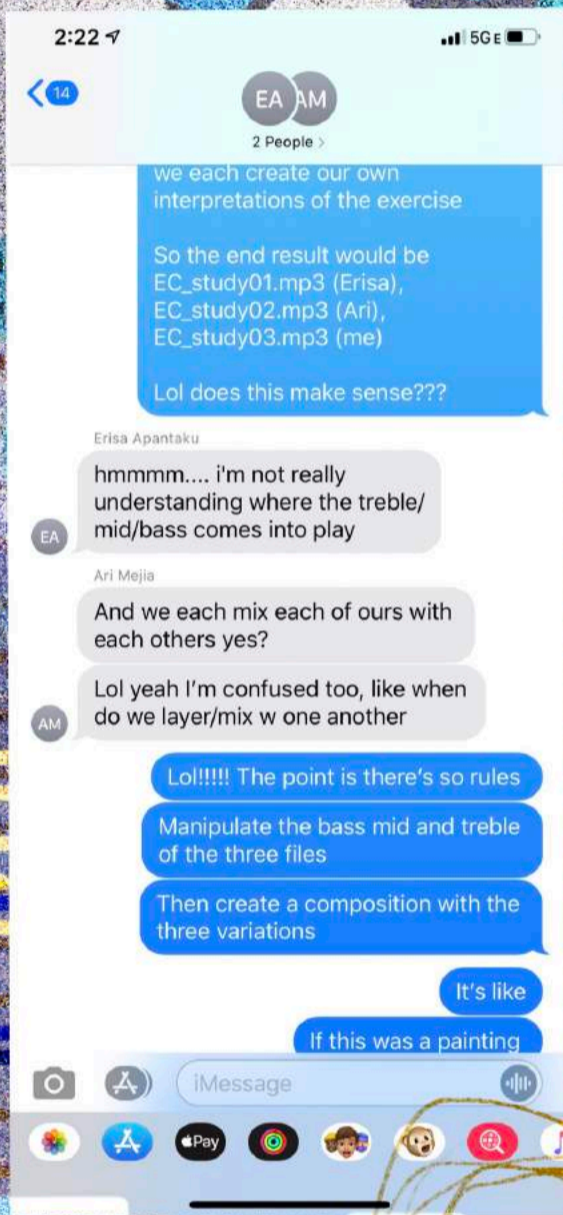 2:22
5GE
14
EA AM
2 People >
we each create our own
interpretations of the exercise
So the end result would be
EC_study01.mp3 (Erisa),
EC_study02.mp3 (Ari),
EC_study03.mp3 (me)
Lol does this make sense???
Erisa Apantaku
hmmmm.... i'm not really
understanding where the treble/
mid/bass comes into play
EA
Ari Mejia
And we each mix each of ours with
each others yes?
Lol yeah I'm confused too, like when
do we layer/mix w one another
AM
Lol!!!!! The point is there's so rules
Manipulate the bass mid and treble
of the three files
Then create a composition with the
three variations
It's like
If this was a painting
iMessage
Pay